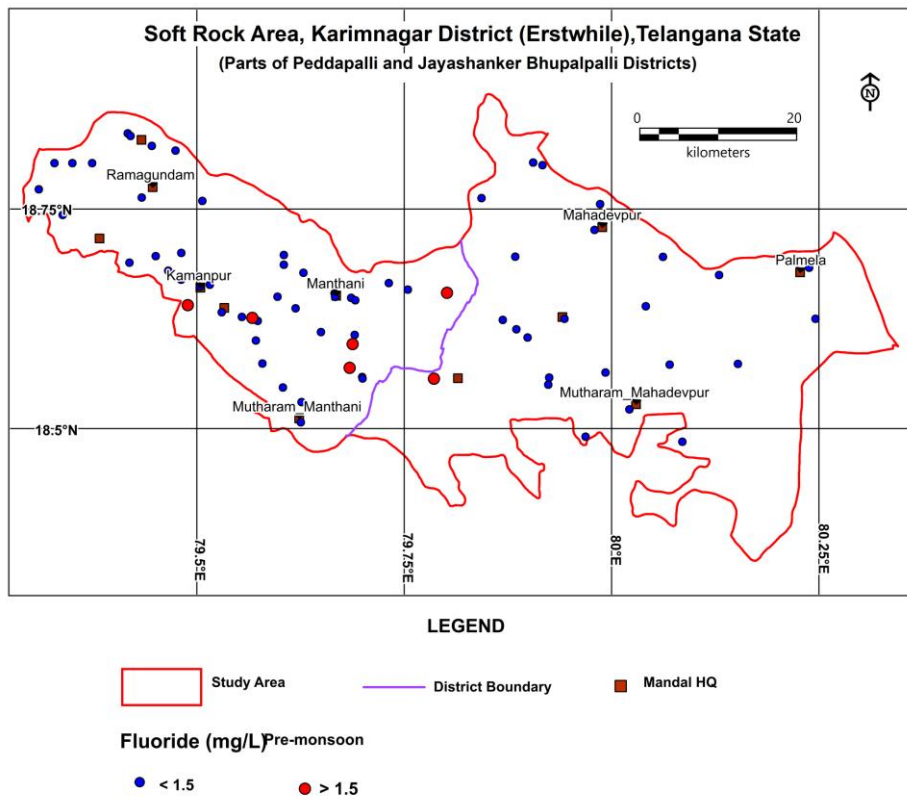 Soft Rock Area, Karimnagar District (Erstwhile),Telangana State
(Parts of Peddapalli and Jayashanker Bhupalpalli Districts)
N
0 20
kilometers
Ramagundam
18.75°N
Mahadevpur
Palmela
Kamanpur
Manthani
Mutharam_Manthani
Mutharam_Mahadevpur
18:5°N
79.5°E
79.75°E
80°E
80.25°E
LEGEND
Study Area
District Boundary
Mandal HQ
Fluoride (mg/L) Pre-monsoon
< 1.5
> 1.5